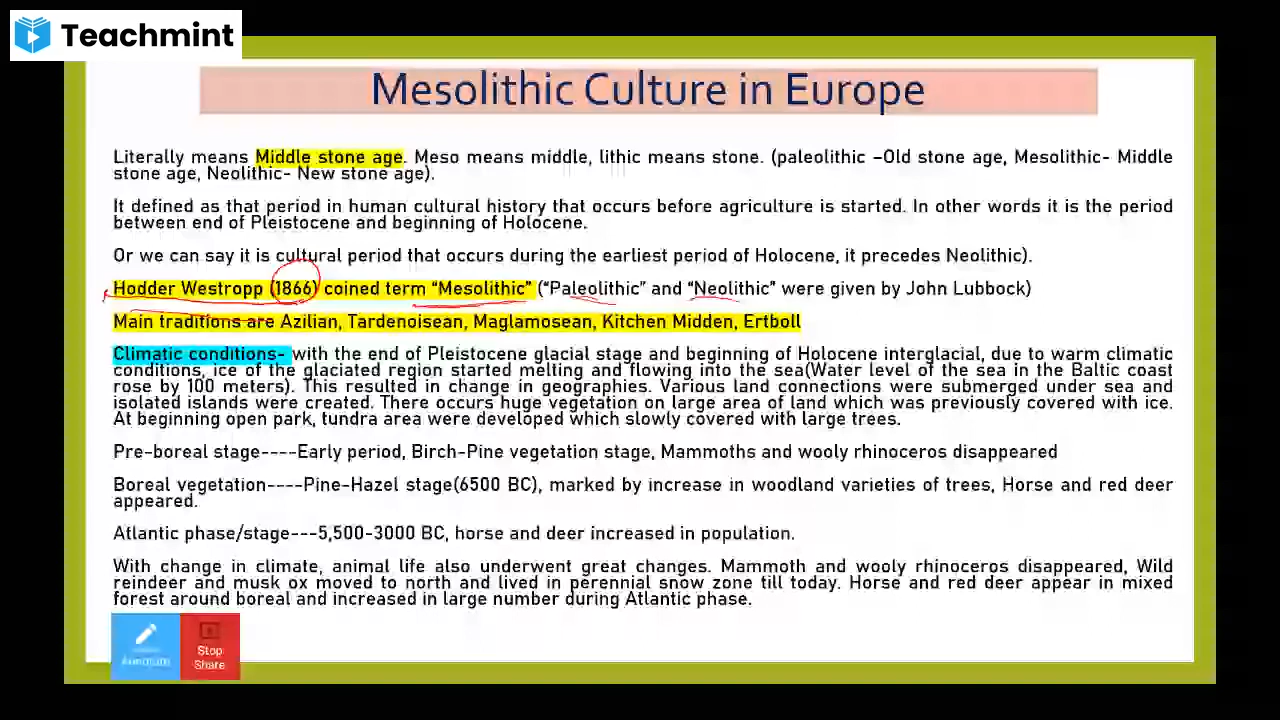 Teachmint
Mesolithic Culture in Europe
Literally means Middle stone age. Meso means middle, lithic means stone. (paleolithic –Old stone age, Mesolithic- Middle
stone age, Neolithic- New stone age).
It defined as that period in human cultural history that occurs before agriculture is started. In other words it is the period
between end of Pleistocene and beginning of Holocene.
Or we can say it is cultural period that occurs during the earliest period of Holocene, it precedes Neolithic).
Hodder Westropp (1866) coined term “Mesolithic” (“Paleolithic” and “Neolithic” were given by John Lubbock)
Main traditions are Azilian, Tardenoisean, Maglamosean, Kitchen Midden, Ertboll
Climatic conditions- with the end of Pleistocene glacial stage and beginning of Holocene interglacial, due to warm climatic
conditions, ice of the glaciated region started melting and flowing into the sea(Water level of the sea in the Baltic coast
rose by 100 meters). This resulted in change in geographies. Various land connections were submerged under sea and
isolated islands were created. There occurs huge vegetation on large area of land which was previously covered with ice.
At beginning open park, tundra area were developed which slowly covered with large trees.
Pre-boreal stage----Early period, Birch-Pine vegetation stage, Mammoths and wooly rhinoceros disappeared
Boreal vegetation----Pine-Hazel stage(6500 BC), marked by increase in woodland varieties of trees, Horse and red deer
appeared.
Atlantic phase/stage---5,500-3000 BC, horse and deer increased in population.
With change in climate, animal life also underwent great changes. Mammoth and wooly rhinoceros disappeared, Wild
reindeer and musk ox moved to north and lived in perennial snow zone till today. Horse and red deer appear in mixed
forest around boreal and increased in large number during Atlantic phase.
Annotate
Stop
Share